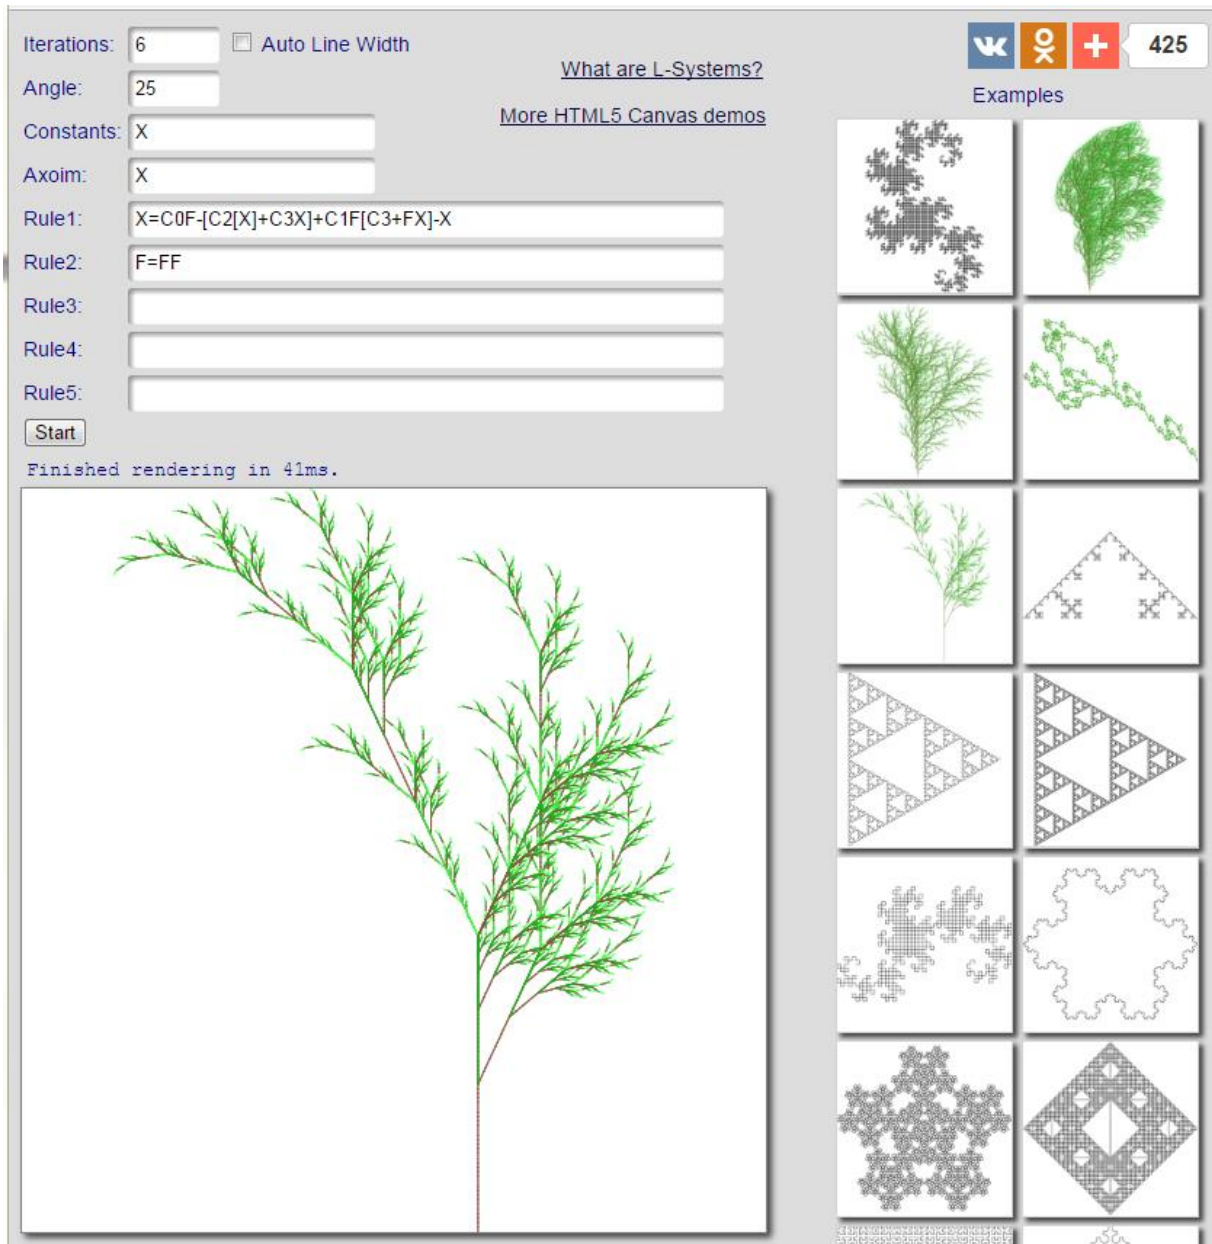 Iterations: 6 Auto Line Width
Angle: 25
Constants: X
Axoim: X
Rule1: X=C0F-[C2[X]+C3X]+C1F[C3+FX]-X
Rule2: F=FF
Rule3:
Rule4:
Rule5:
Start
Finished rendering in 41ms.
What are L-Systems?
More HTML5 Canvas demos
425
Examples